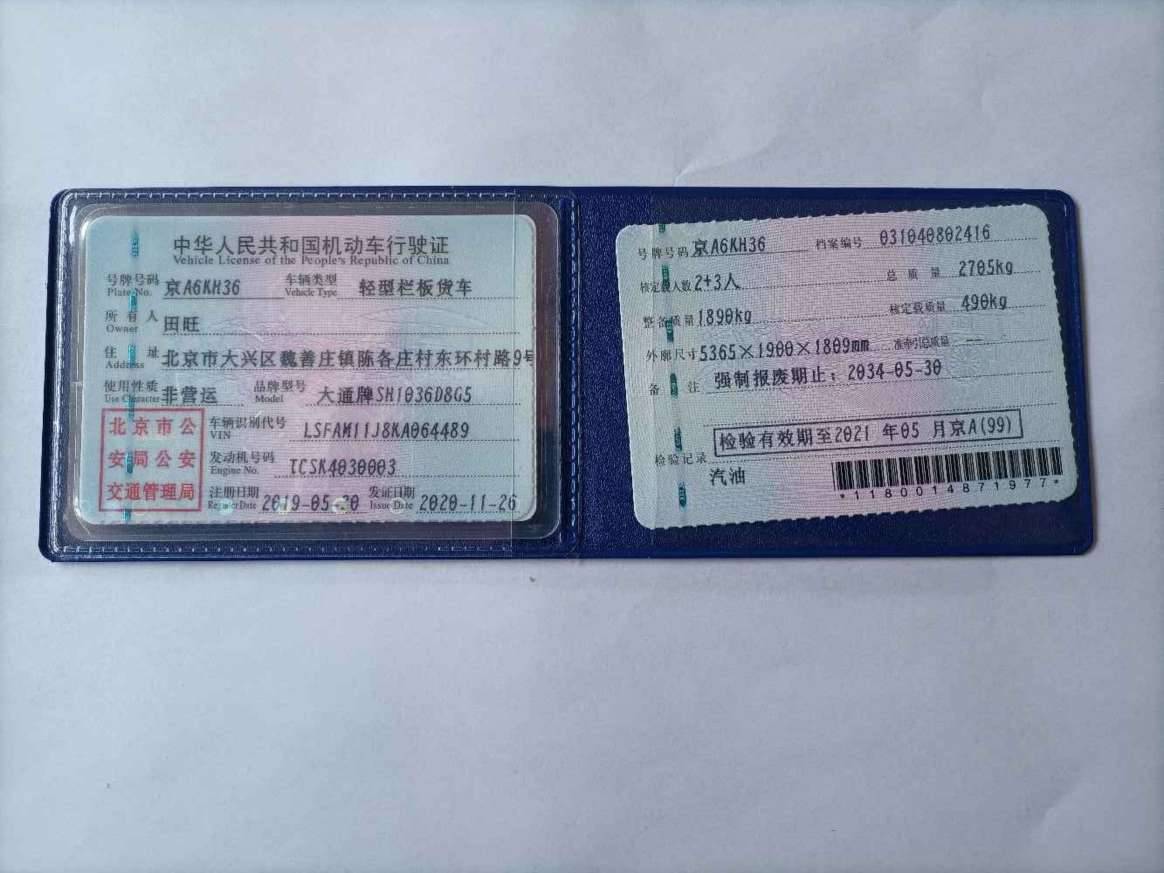 中华人民共和国机动车行驶证
Vehicle License of the People's Republic of China
号牌号码 京A6KH36 车辆类型 轻型栏板货车
Plate No. Vehicle Type
所有人 田旺
Owner
住址 北京市大兴区魏善庄镇陈各庄村东环村路9号
Address
使用性质 非营运 品牌型号 大通牌SH1036D8G5
Use Character Model
北京市公
安局公安
交通管理局
车辆识别代号 LSFAM11J8KA064489
VIN
发动机号码 TCSK4030003
Engine No.
注册日期 2019-05-30 发证日期 2020-11-26
Register Date Issue Date
号牌号码 京A6KH36 档案编号 031040802416
核定载人数 2+3人 总质量 2705kg
整备质量 1890kg 核定载质量 490kg
外廓尺寸 5365×1900×1809mm 准牵引总质量 --
备注 强制报废期止：2034-05-30
检验有效期至2021 年05 月京A(99)
检验记录
汽油
*1180014871977*